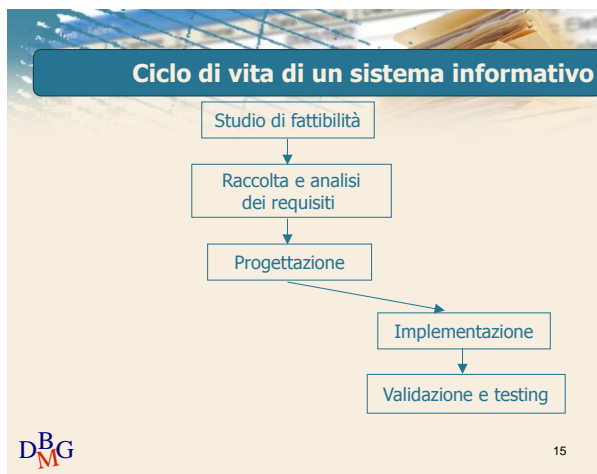 Ciclo di vita di un sistema informativo
Studio di fattibilità
Raccolta e analisi
dei requisiti
Progettazione
Implementazione
Validazione e testing
DBMG
15